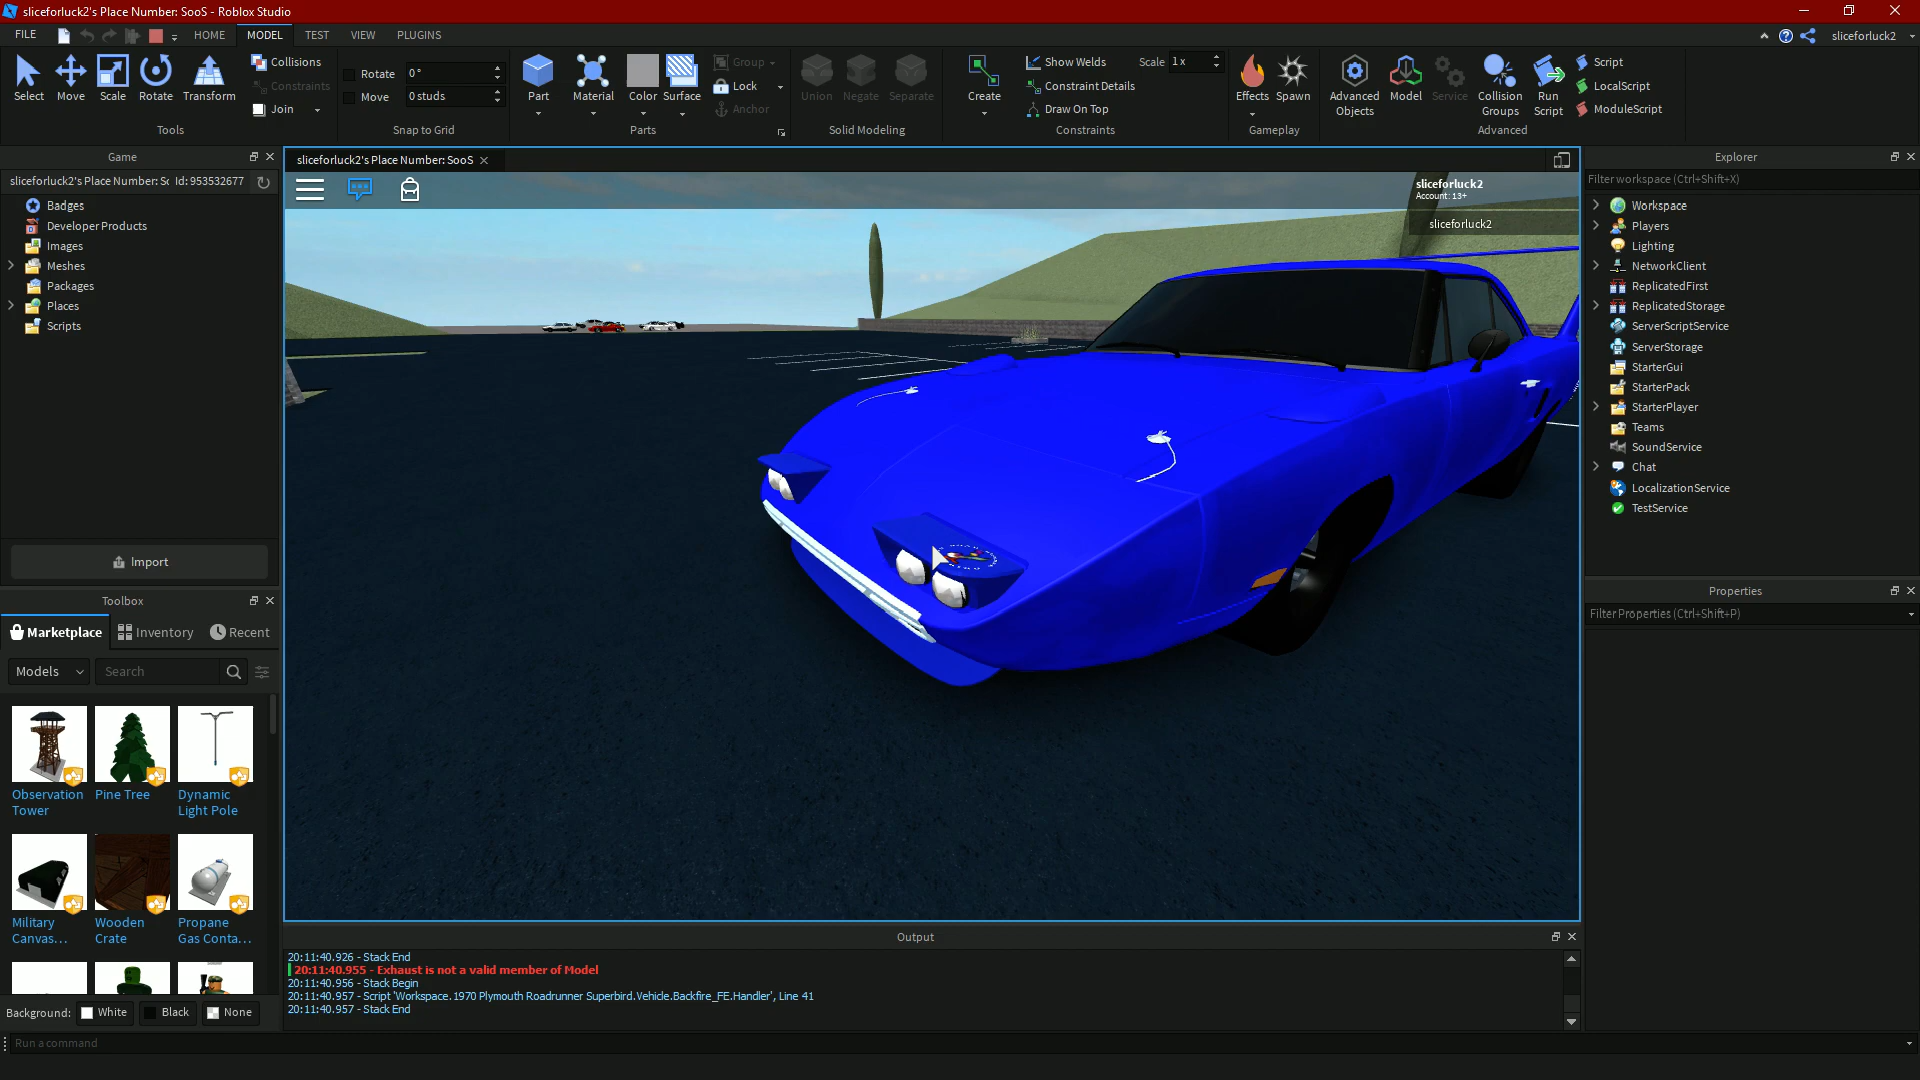 sliceforluck2's Place Number: SooS - Roblox Studio
FILE
HOME
MODEL
TEST
VIEW
PLUGINS
sliceforluck2
Select
Move
Scale
Rotate
Transform
Collisions
Constraints
Join
Tools
Rotate
0 °
Move
0 studs
Snap to Grid
Part
Material
Color
Surface
Group
Lock
Anchor
Parts
Union
Negate
Separate
Solid Modeling
Create
Show Welds
Scale
1 x
Constraint Details
Draw On Top
Constraints
Effects
Spawn
Gameplay
Advanced
Objects
Model
Service
Collision
Groups
Run
Script
Script
LocalScript
ModuleScript
Advanced
Game
sliceforluck2's Place Number: Sc Id: 953532677
Badges
Developer Products
Images
Meshes
Packages
Places
Scripts
Import
Toolbox
Marketplace
Inventory
Recent
Models
Search
Observation
Tower
Pine Tree
Dynamic
Light Pole
Military
Canvas...
Wooden
Crate
Propane
Gas Conta...
Background:
White
Black
None
Run a command
sliceforluck2's Place Number: SooS
sliceforluck2
Account: 13+
sliceforluck2
Output
20:11:40.926 - Stack End
20:11:40.955 - Exhaust is not a valid member of Model
20:11:40.956 - Stack Begin
20:11:40.957 - Script 'Workspace.1970 Plymouth Roadrunner Superbird.Vehicle.Backfire_FE.Handler', Line 41
20:11:40.957 - Stack End
Explorer
Filter workspace (Ctrl+Shift+X)
Workspace
Players
Lighting
NetworkClient
ReplicatedFirst
ReplicatedStorage
ServerScriptService
ServerStorage
StarterGui
StarterPack
StarterPlayer
Teams
SoundService
Chat
LocalizationService
TestService
Properties
Filter Properties (Ctrl+Shift+P)